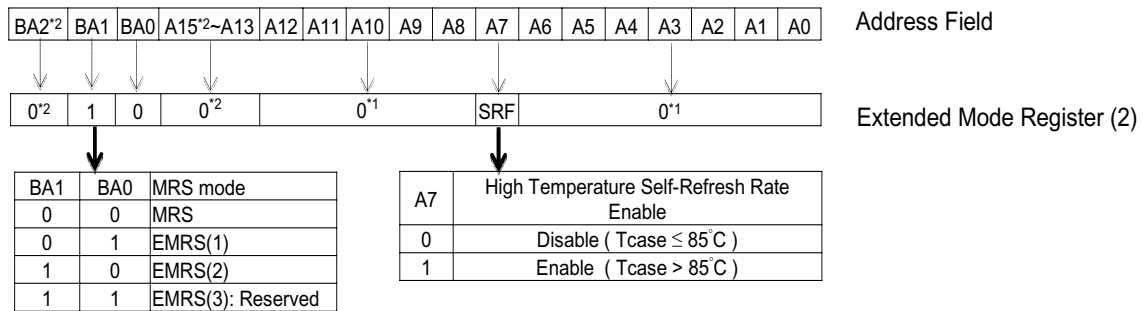 BA2*2 BA1 BA0 A15*2~A13 A12 A11 A10 A9 A8 A7 A6 A5 A4 A3 A2 A1 A0 Address Field
0*2 1 0 0*2 0*1 SRF 0*1 Extended Mode Register (2)
BA1 BA0 MRS mode
0 0 MRS
0 1 EMRS(1)
1 0 EMRS(2)
1 1 EMRS(3): Reserved
A7 High Temperature Self-Refresh Rate
Enable
0 Disable ( Tcase ≤ 85°C )
1 Enable ( Tcase > 85°C )